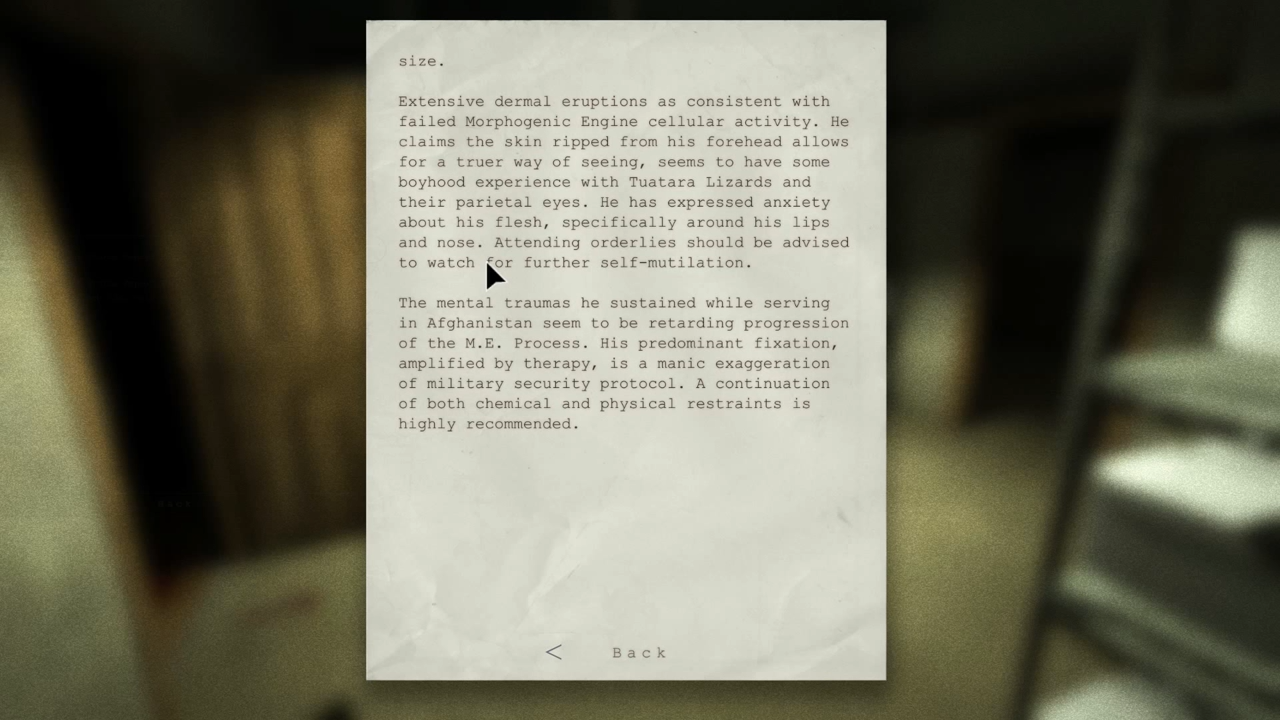 size.
Extensive dermal eruptions as consistent with
failed Morphogenic Engine cellular activity. He
claims the skin ripped from his forehead allows
for a truer way of seeing, seems to have some
boyhood experience with Tuatara Lizards and
their parietal eyes. He has expressed anxiety
about his flesh, specifically around his lips
and nose. Attending orderlies should be advised
to watch for further self-mutilation.
The mental traumas he sustained while serving
in Afghanistan seem to be retarding progression
of the M.E. Process. His predominant fixation,
amplified by therapy, is a manic exaggeration
of military security protocol. A continuation
of both chemical and physical restraints is
highly recommended.
< Back